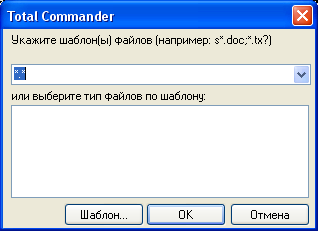 Total Commander
Укажите шаблон(ы) файлов (например: s*.doc;*.tx?)
*.*
или выберите тип файлов по шаблону:
Шаблон... OK Отмена